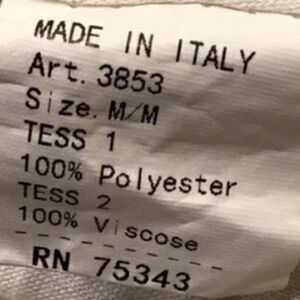 MADE IN ITALY
Art. 3853
Size. M/M
TESS 1
100% Polyester
TESS 2
100% Viscose
RN 75343